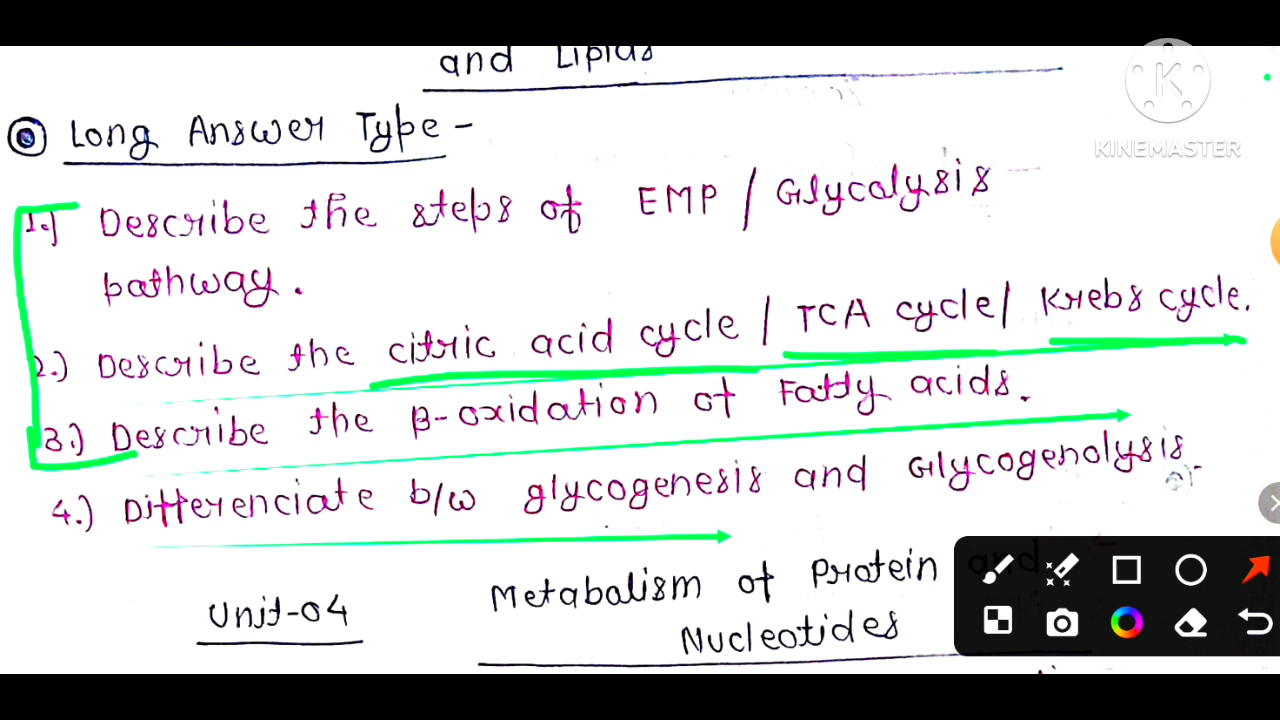 and Lipids
KINEMASTER
Long Answer Type -
1.) Describe the steps of EMP / Glycolysis
pathway.
2.) Describe the citric acid cycle / TCA cycle / Krebs cycle.
3.) Describe the β-oxidation of Fatty acids.
4.) Differenciate b/w glycogenesis and Glycogenolysis
Unit-04
Metabolism of Protein and
Nucleotides